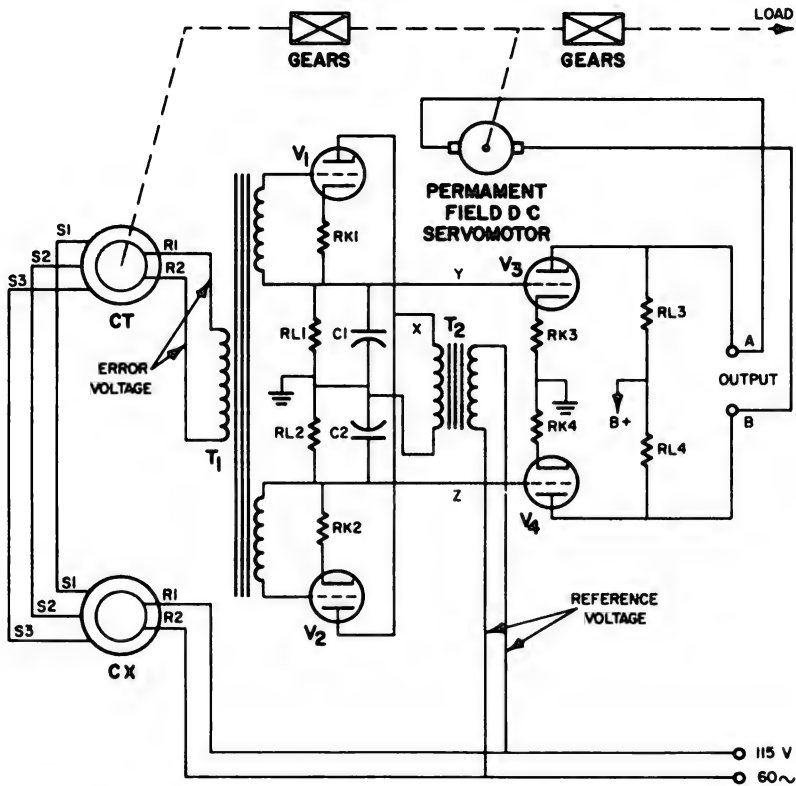 LOAD
GEARS
GEARS
V1
PERMAMENT
FIELD D C
SERVOMOTOR
RK1
S1
S2
S3
R1
R2
CT
ERROR
VOLTAGE
T1
Y
V3
RL1
C1
X
T2
RK3
RL3
A
OUTPUT
B
B+
RL2
C2
RK4
RL4
Z
V4
RK2
V2
REFERENCE
VOLTAGE
S1
S2
S3
R1
R2
CX
115 V
60~